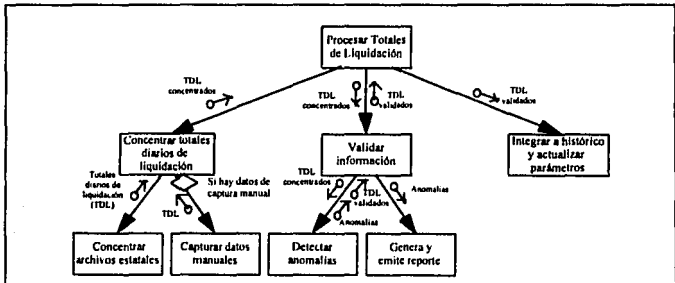 Procesar Totales
de Liquidación
TDL
concentrados
TDL
concentrados
TDL
validados
TDL
validados
Concentrar totales
diarios de
liquidación
Validar
información
Integrar a histórico
y actualizar
parámetros
Totales
diarios de
liquidación
(TDL)
Si hay datos de
captura manual
TDL
TDL
concentrados
TDL
validados
Anomalías
Anomalías
Concentrar
archivos estatales
Capturar datos
manuales
Detectar
anomalías
Genera y
emite reporte